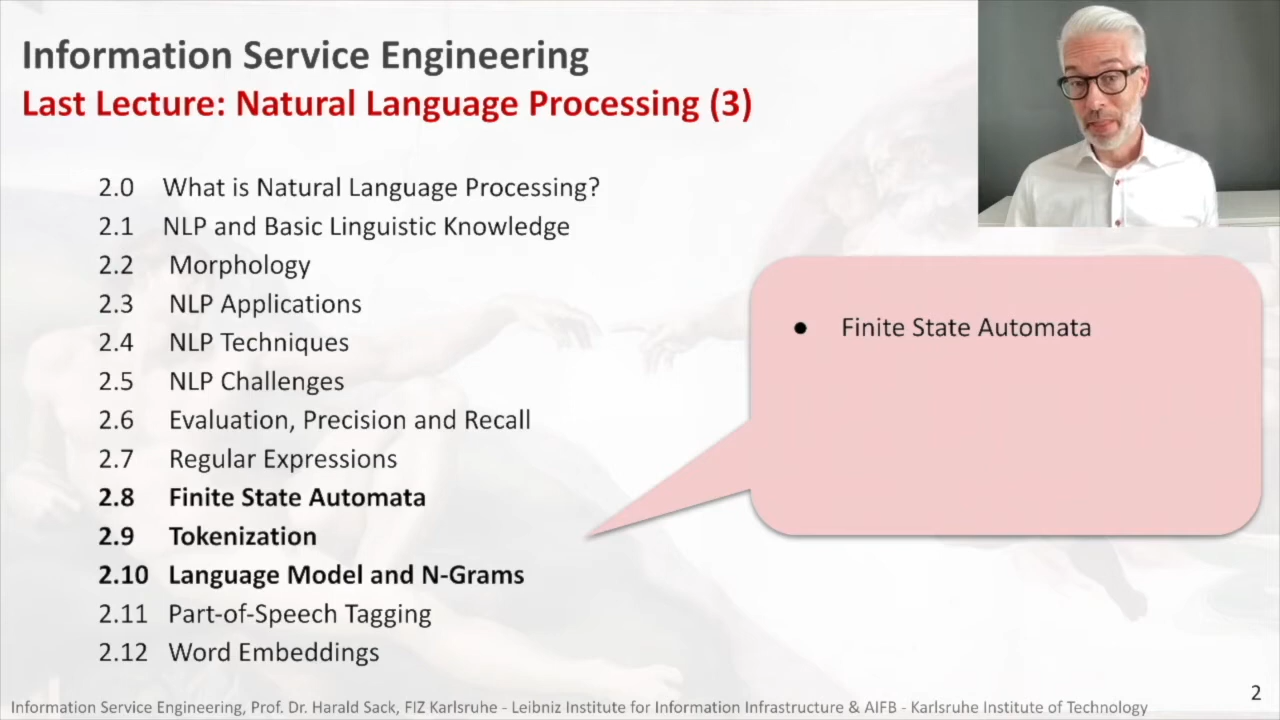 Information Service Engineering
Last Lecture: Natural Language Processing (3)
2.0 What is Natural Language Processing?
2.1 NLP and Basic Linguistic Knowledge
2.2 Morphology
2.3 NLP Applications
2.4 NLP Techniques
2.5 NLP Challenges
2.6 Evaluation, Precision and Recall
2.7 Regular Expressions
2.8 Finite State Automata
2.9 Tokenization
2.10 Language Model and N-Grams
2.11 Part-of-Speech Tagging
2.12 Word Embeddings
● Finite State Automata
2
Information Service Engineering, Prof. Dr. Harald Sack, FIZ Karlsruhe - Leibniz Institute for Information Infrastructure & AIFB - Karlsruhe Institute of Technology